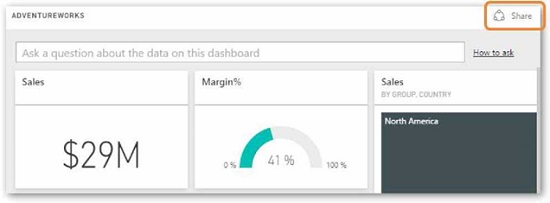 ADVENTUREWORKS
Share
Ask a question about the data on this dashboard
How to ask
Sales
Margin%
Sales
BY GROUP, COUNTRY
North America
$29M
0 %
41 %
100 %